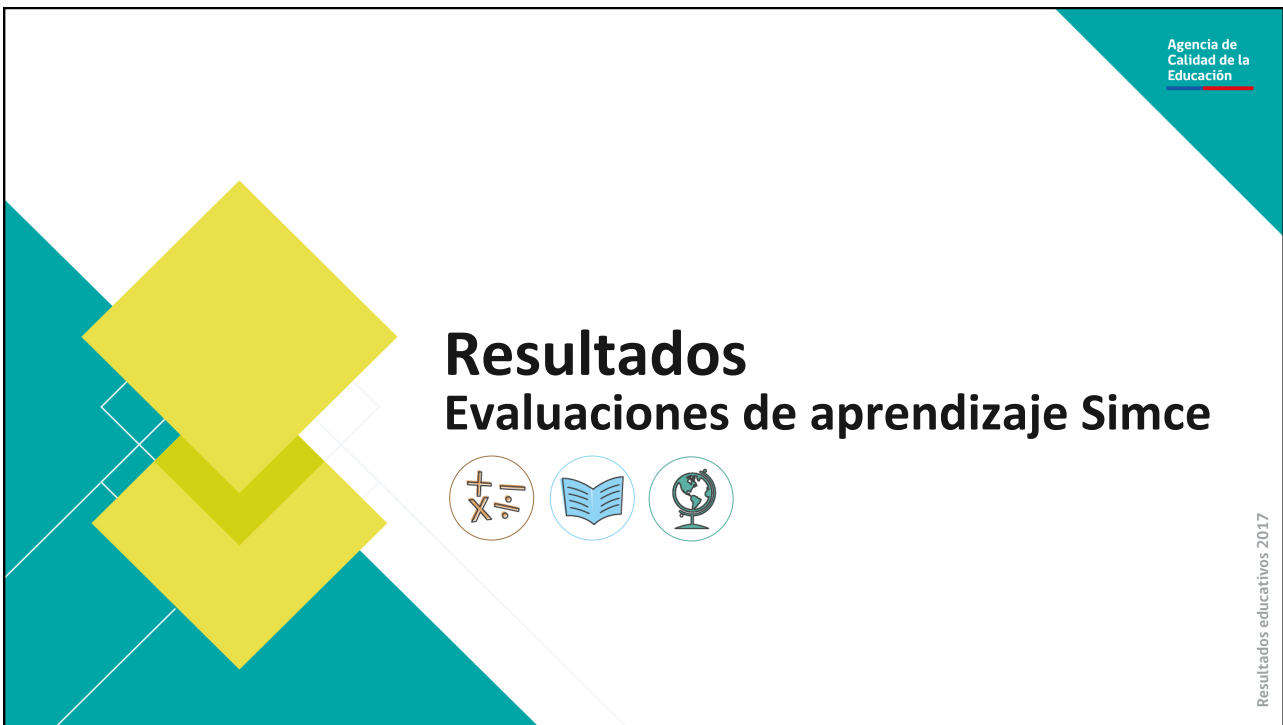 Agencia de
Calidad de la
Educación
Resultados
Evaluaciones de aprendizaje Simce
Resultados educativos 2017